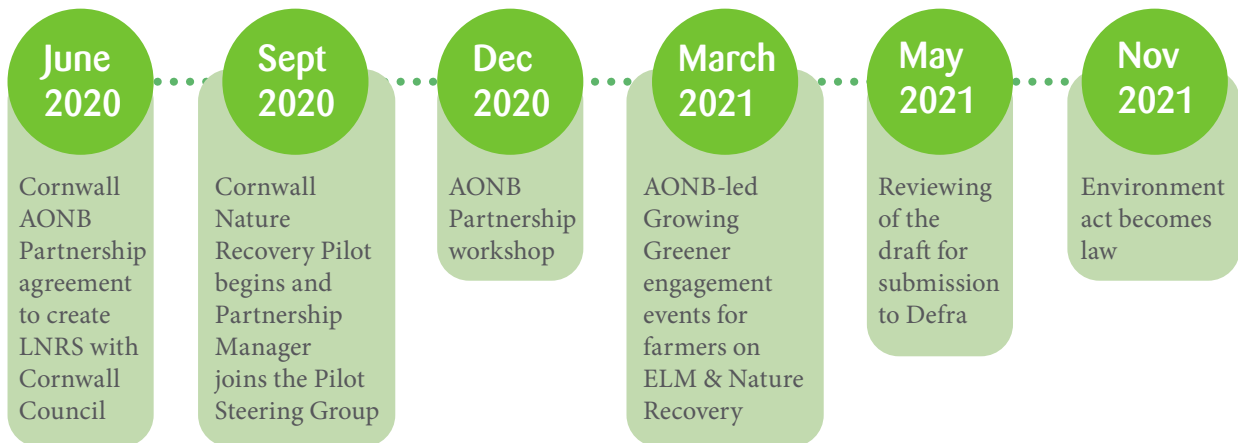 June
2020
Cornwall
AONB
Partnership
agreement
to create
LNRS with
Cornwall
Council
Sept
2020
Cornwall
Nature
Recovery Pilot
begins and
Partnership
Manager
joins the Pilot
Steering Group
Dec
2020
AONB
Partnership
workshop
March
2021
AONB-led
Growing
Greener
engagement
events for
farmers on
ELM & Nature
Recovery
May
2021
Reviewing
of the
draft for
submission
to Defra
Nov
2021
Environment
act becomes
law